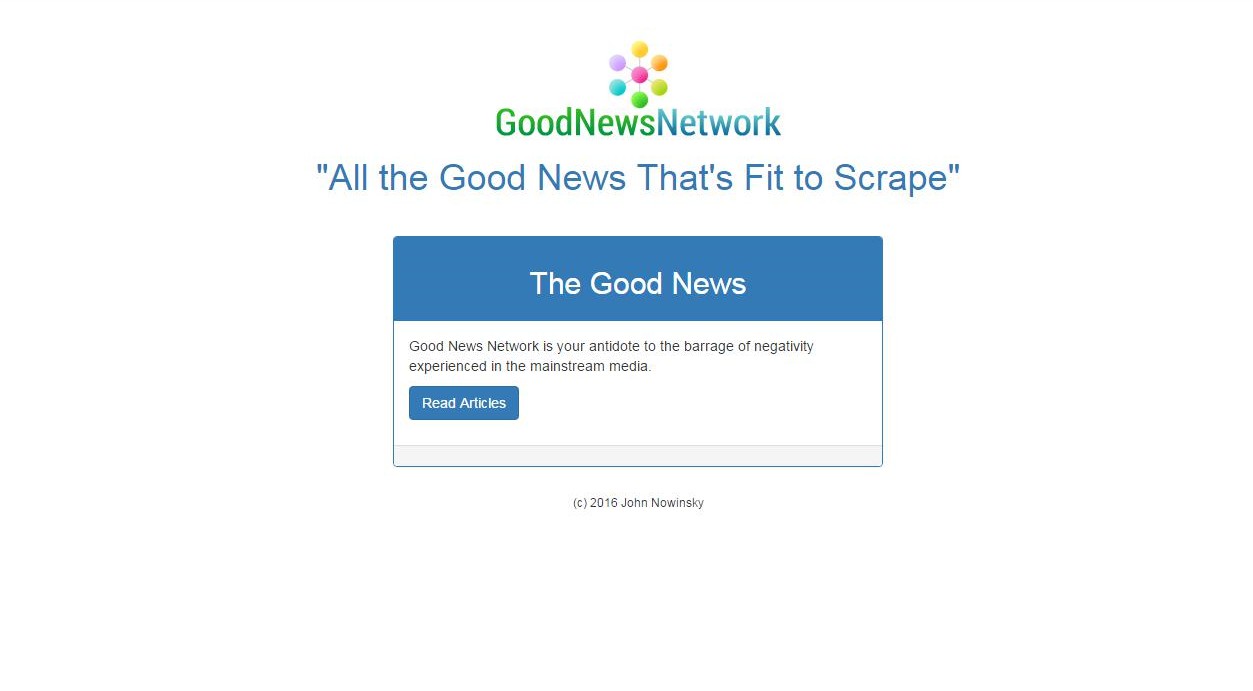 GoodNewsNetwork
"All the Good News That's Fit to Scrape"
The Good News
Good News Network is your antidote to the barrage of negativity
experienced in the mainstream media.
Read Articles
(c) 2016 John Nowinsky